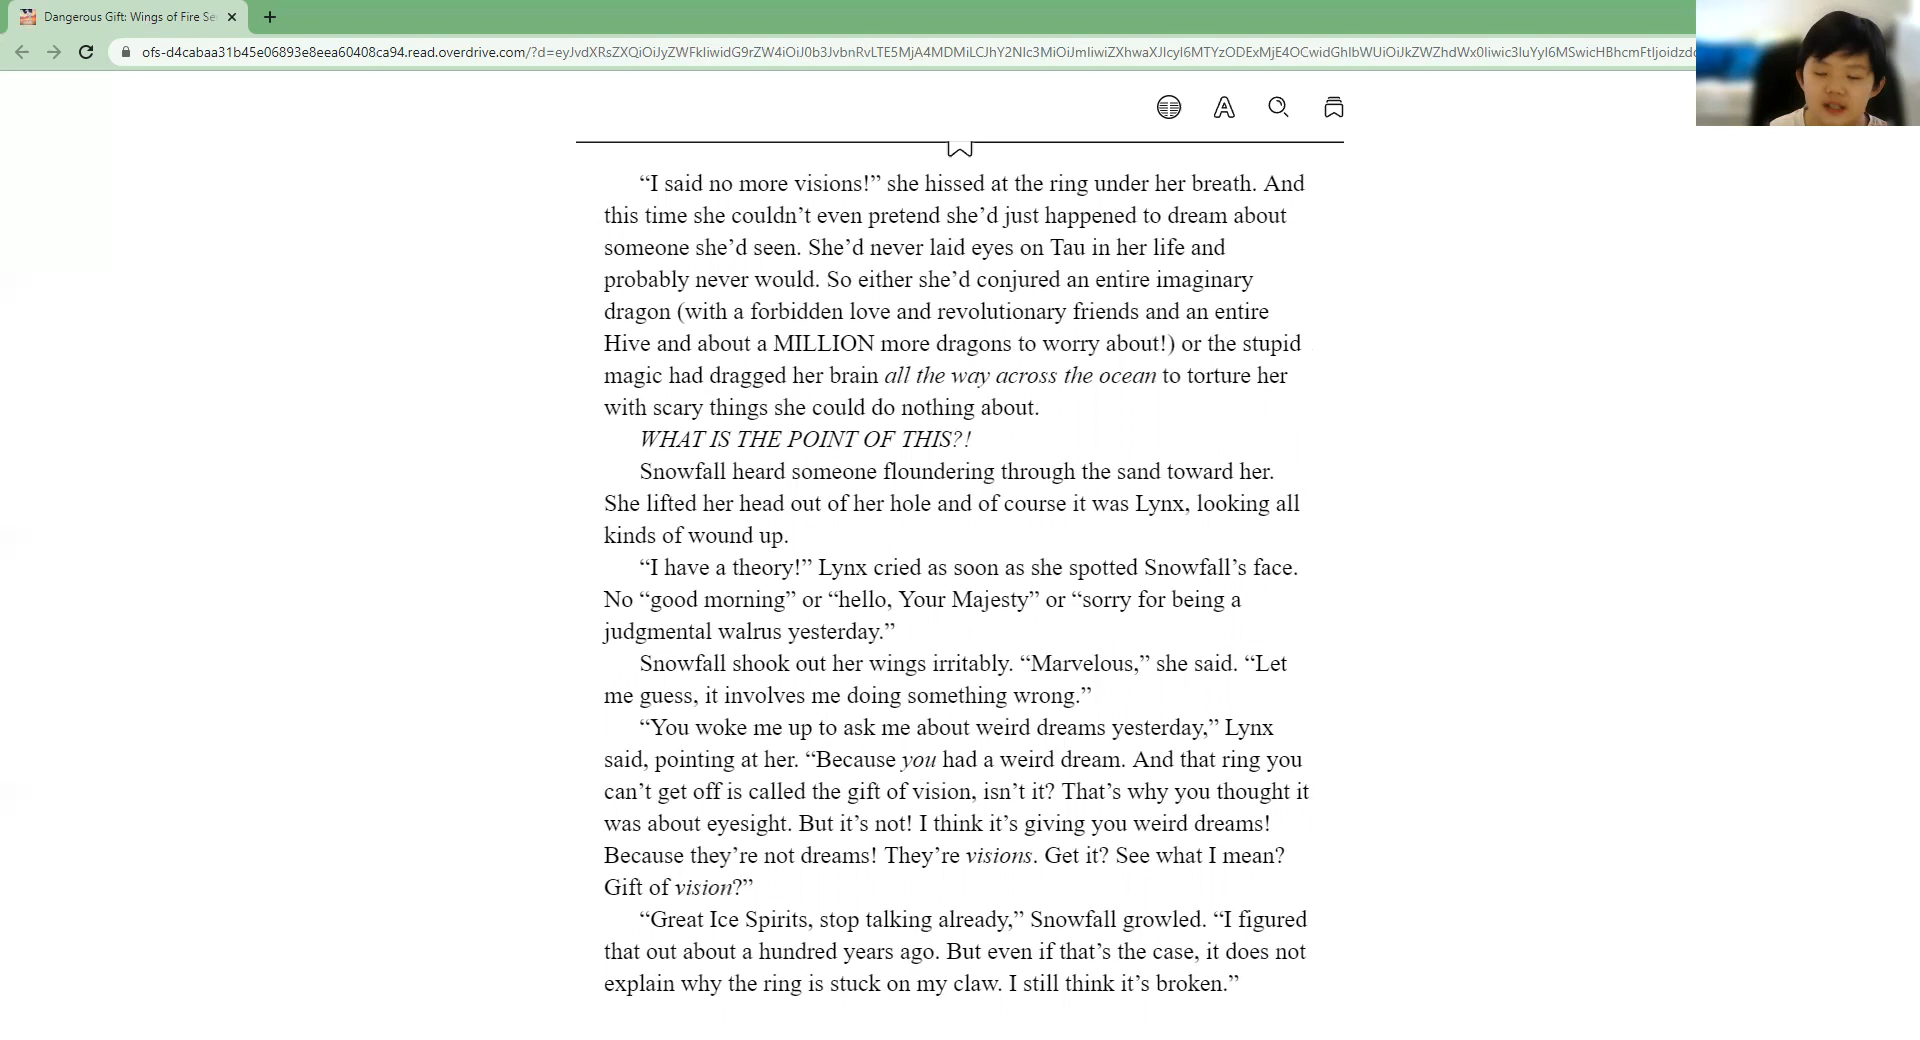 Dangerous Gift: Wings of Fire Se
ofs-d4cabaa31b45e06893e8eea60408ca94.read.overdrive.com/?d=
“I said no more visions!” she hissed at the ring under her breath. And
this time she couldn’t even pretend she’d just happened to dream about
someone she’d seen. She’d never laid eyes on Tau in her life and
probably never would. So either she’d conjured an entire imaginary
dragon (with a forbidden love and revolutionary friends and an entire
Hive and about a MILLION more dragons to worry about!) or the stupid
magic had dragged her brain all the way across the ocean to torture her
with scary things she could do nothing about.
WHAT IS THE POINT OF THIS?!
Snowfall heard someone floundering through the sand toward her.
She lifted her head out of her hole and of course it was Lynx, looking all
kinds of wound up.
“I have a theory!” Lynx cried as soon as she spotted Snowfall’s face.
No “good morning” or “hello, Your Majesty” or “sorry for being a
judgmental walrus yesterday.”
Snowfall shook out her wings irritably. “Marvelous,” she said. “Let
me guess, it involves me doing something wrong.”
“You woke me up to ask me about weird dreams yesterday,” Lynx
said, pointing at her. “Because you had a weird dream. And that ring you
can’t get off is called the gift of vision, isn’t it? That’s why you thought it
was about eyesight. But it’s not! I think it’s giving you weird dreams!
Because they’re not dreams! They’re visions. Get it? See what I mean?
Gift of vision?”
“Great Ice Spirits, stop talking already,” Snowfall growled. “I figured
that out about a hundred years ago. But even if that’s the case, it does not
explain why the ring is stuck on my claw. I still think it’s broken.”